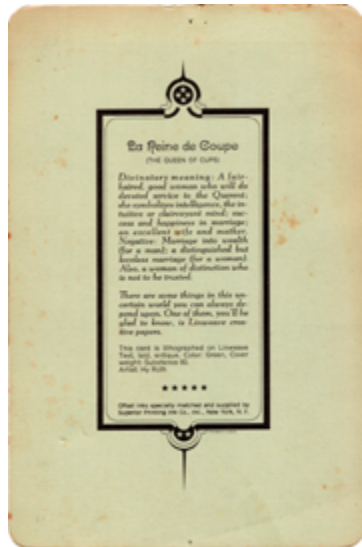 La Reine de Coupe
(THE QUEEN OF CUPS)
Divinatory meaning: A fair-
haired, good woman who will do
devoted service to the Querent;
she symbolizes intelligence, the in-
tuitive or clairvoyant mind; suc-
cess and happiness in marriage;
an excellent wife and mother.
Negative: Marriage into wealth
(for a man); a distinguished but
loveless marriage (for a woman).
Also, a woman of distinction who
is not to be trusted.
There are some things in this un-
certain world you can always de-
pend upon. One of them, you'll be
glad to know, is Linweave crea-
tive papers.
This card is lithographed on Linweave
Text, laid, antique. Color: Green, Cover
weight: Substance 80.
Artist: Hy Roth
Offset inks specially matched and supplied by
Superior Printing Ink Co., Inc., New York, N. Y.